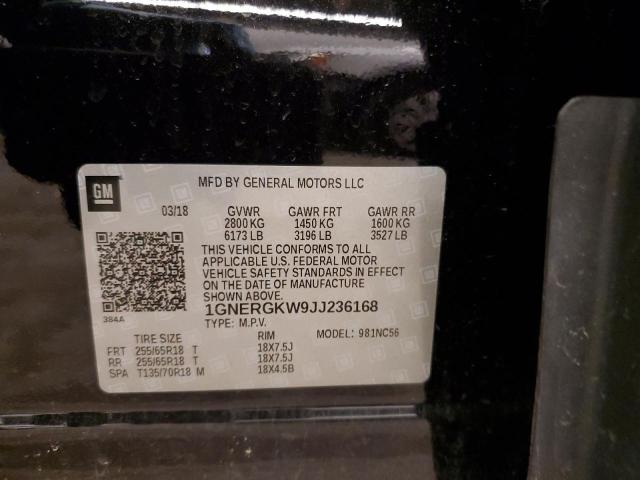 GM
MFD BY GENERAL MOTORS LLC
03/18 GVWR GAWR FRT GAWR RR
2800 KG 1450 KG 1600 KG
6173 LB 3196 LB 3527 LB
THIS VEHICLE CONFORMS TO ALL
APPLICABLE U.S. FEDERAL MOTOR
VEHICLE SAFETY STANDARDS IN EFFECT
ON THE DATE OF MANUFACTURE
SHOWN ABOVE.
384A
1GNERGKW9JJ236168
TYPE: M.P.V. MODEL: 981NC56
TIRE SIZE RIM
FRT 255/65R18 T 18X7.5J
RR 255/65R18 T 18X7.5J
SPA T135/70R18 M 18X4.5B